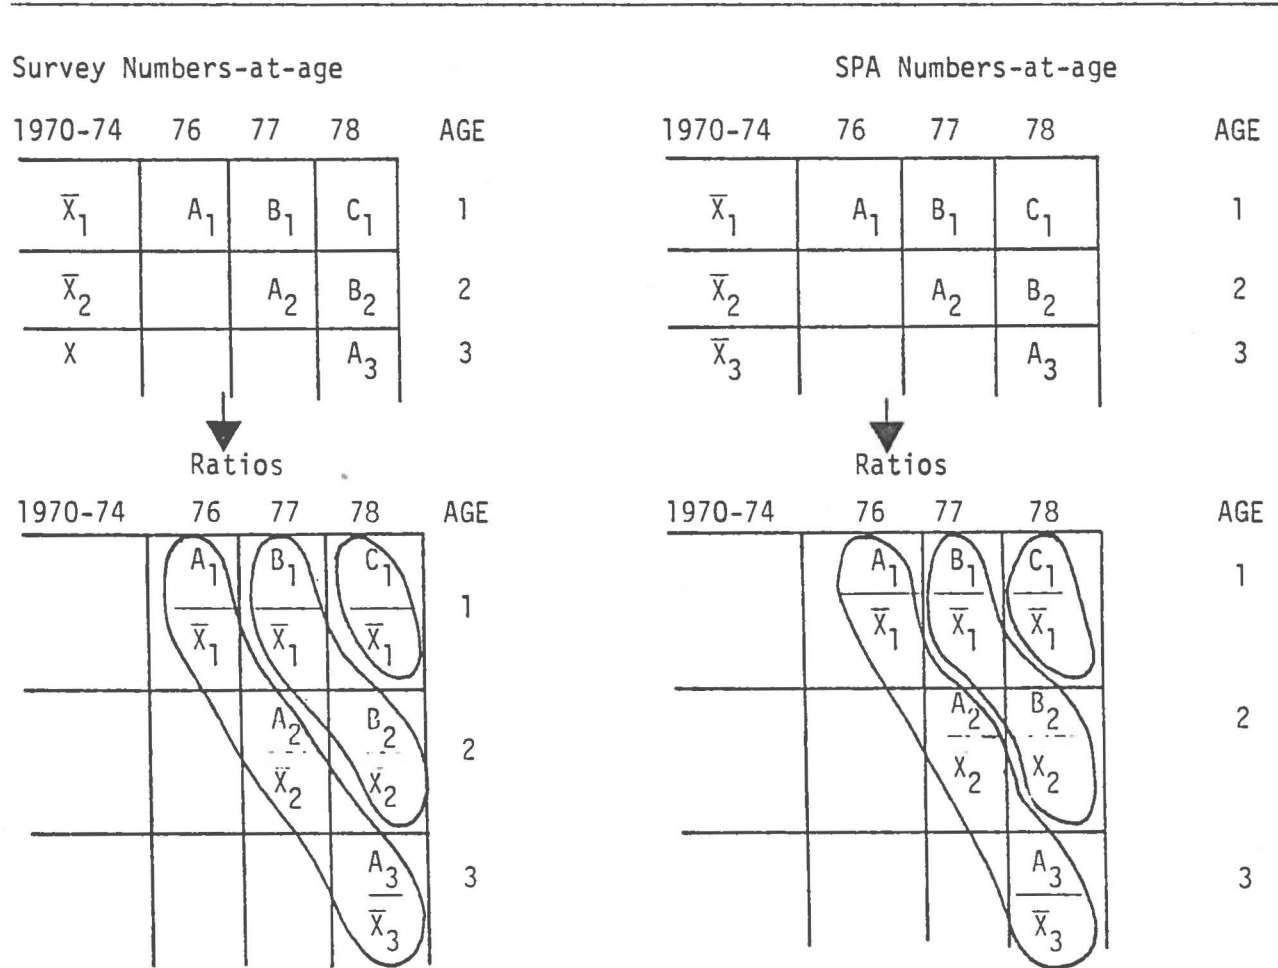 Survey Numbers-at-age SPA Numbers-at-age
1970-74 76 77 78 AGE 1970-74 76 77 78 AGE
X̅₁ A₁ B₁ C₁ 1 X̅₁ A₁ B₁ C₁ 1
X̅₂ A₂ B₂ 2 X̅₂ A₂ B₂ 2
X A₃ 3 X̅₃ A₃ 3
Ratios Ratios
1970-74 76 77 78 AGE 1970-74 76 77 78 AGE
A₁ B₁ C₁ A₁ B₁ C₁
1 1
X̅₁ X̅₁ X̅₁ X̅₁ X̅₁ X̅₁
A₂ B₂ A₂ B₂
2 2
X̅₂ X̅₂ X₂ X₂
A₃ A₃
3 3
X̅₃ X̅₃